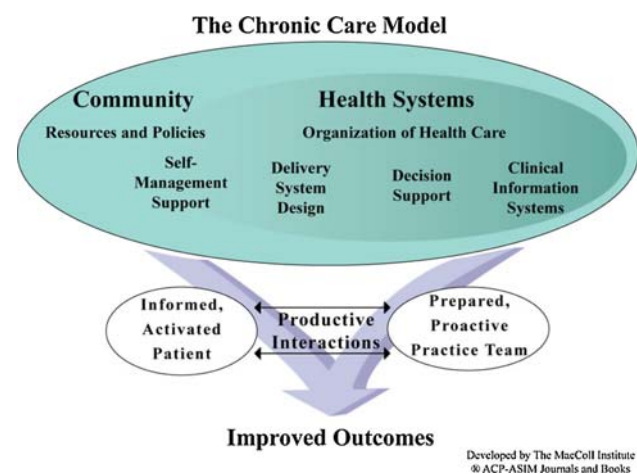 The Chronic Care Model
Community
Resources and Policies
Health Systems
Organization of Health Care
Self-
Management
Support
Delivery
System
Design
Decision
Support
Clinical
Information
Systems
Informed,
Activated
Patient
Productive
Interactions
Prepared,
Proactive
Practice Team
Improved Outcomes
Developed by The MacColl Institute
® ACP-ASIM Journals and Books